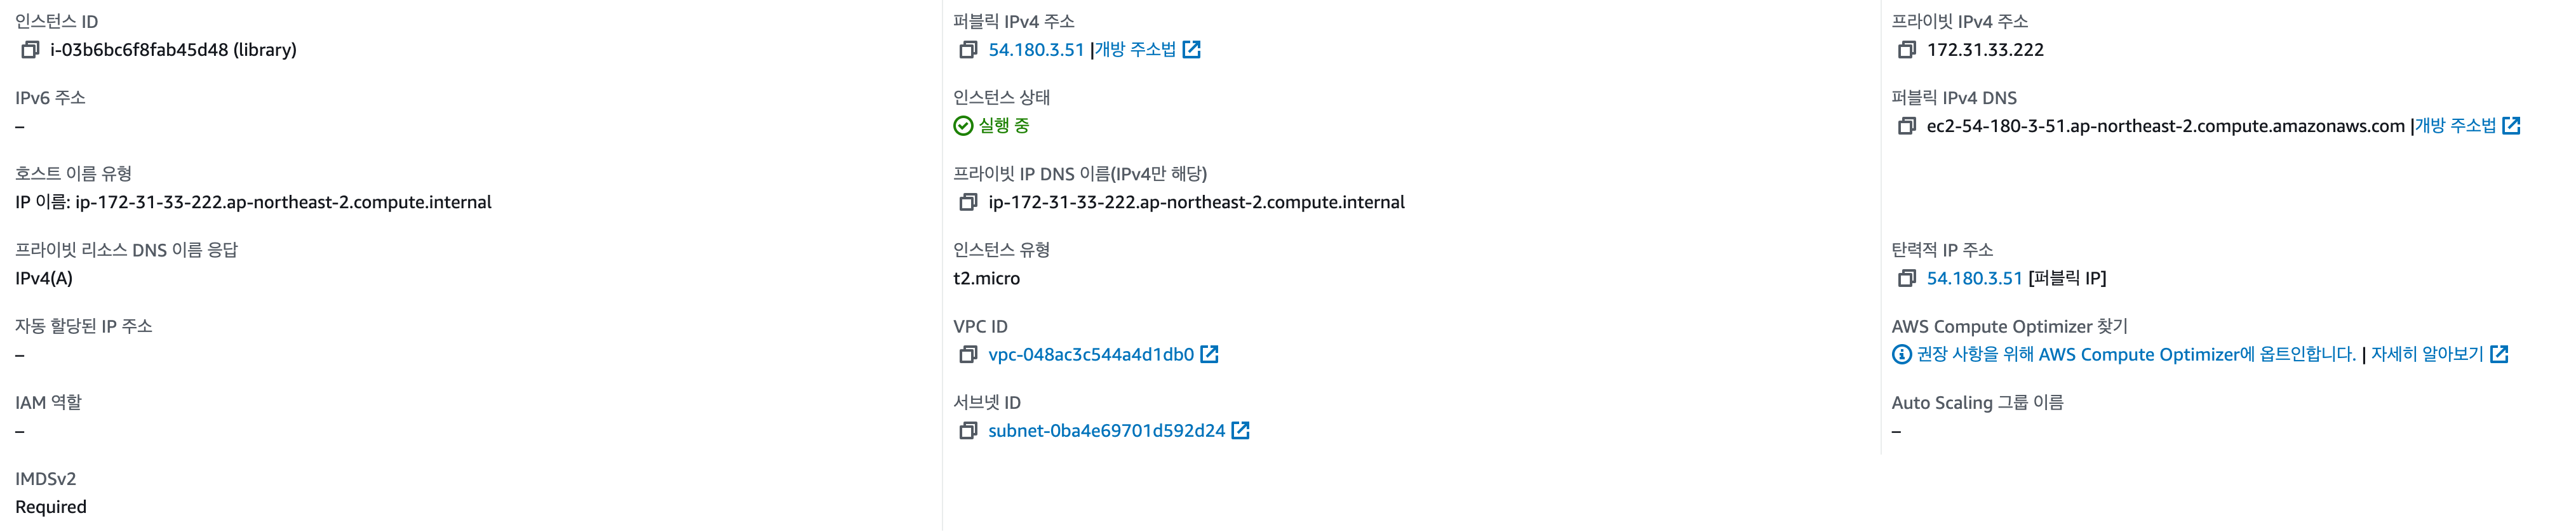 인스턴스 ID
i-03b6bc6f8fab45d48 (library)
IPv6 주소
–
호스트 이름 유형
IP 이름: ip-172-31-33-222.ap-northeast-2.compute.internal
프라이빗 리소스 DNS 이름 응답
IPv4(A)
자동 할당된 IP 주소
–
IAM 역할
–
IMDSv2
Required
퍼블릭 IPv4 주소
54.180.3.51 |개방 주소법
인스턴스 상태
실행 중
프라이빗 IP DNS 이름(IPv4만 해당)
ip-172-31-33-222.ap-northeast-2.compute.internal
인스턴스 유형
t2.micro
VPC ID
vpc-048ac3c544a4d1db0
서브넷 ID
subnet-0ba4e69701d592d24
프라이빗 IPv4 주소
172.31.33.222
퍼블릭 IPv4 DNS
ec2-54-180-3-51.ap-northeast-2.compute.amazonaws.com |개방 주소법
탄력적 IP 주소
54.180.3.51 [퍼블릭 IP]
AWS Compute Optimizer 찾기
권장 사항을 위해 AWS Compute Optimizer에 옵트인합니다. | 자세히 알아보기
Auto Scaling 그룹 이름
–